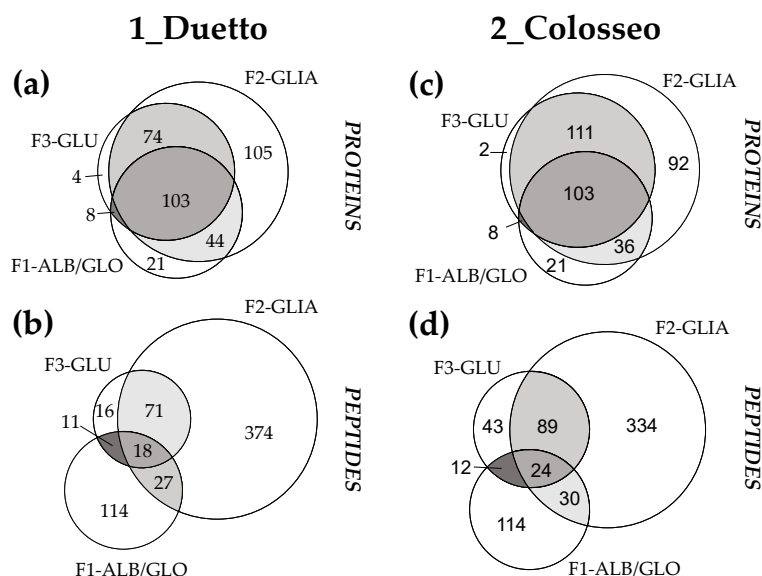 1_Duetto
2_Colosseo
(a)
F2-GLIA
F3-GLU
74
105
4
103
8
44
F1-ALB/GLO
21
PROTEINS
(c)
F2-GLIA
F3-GLU
111
2
92
103
8
36
F1-ALB/GLO
21
PROTEINS
(b)
F2-GLIA
F3-GLU
16
71
11
374
18
27
114
F1-ALB/GLO
PEPTIDES
(d)
F2-GLIA
F3-GLU
43
89
334
12
24
30
114
F1-ALB/GLO
PEPTIDES